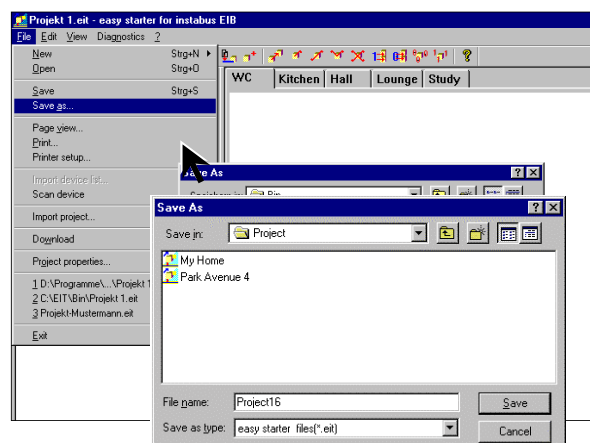 Projekt 1.eit - easy starter for instabus EIB
File Edit View Diagnostics ?
New Strg+N
Open Strg+O
Save Strg+S
Save as...
Page view...
Print...
Printer setup...
Import device list...
Scan device
Import project...
Download
Project properties...
1 D:\Programme\...\Projekt 1
2 C:\EIT\Bin\Projekt 1.eit
3 Projekt-Mustermann.eit
Exit
WC Kitchen Hall Lounge Study
Save As
Bin
Save As
Save in: Project
My Home
Park Avenue 4
File name: Project16 Save
Save as type: easy starter files(*.eit) Cancel